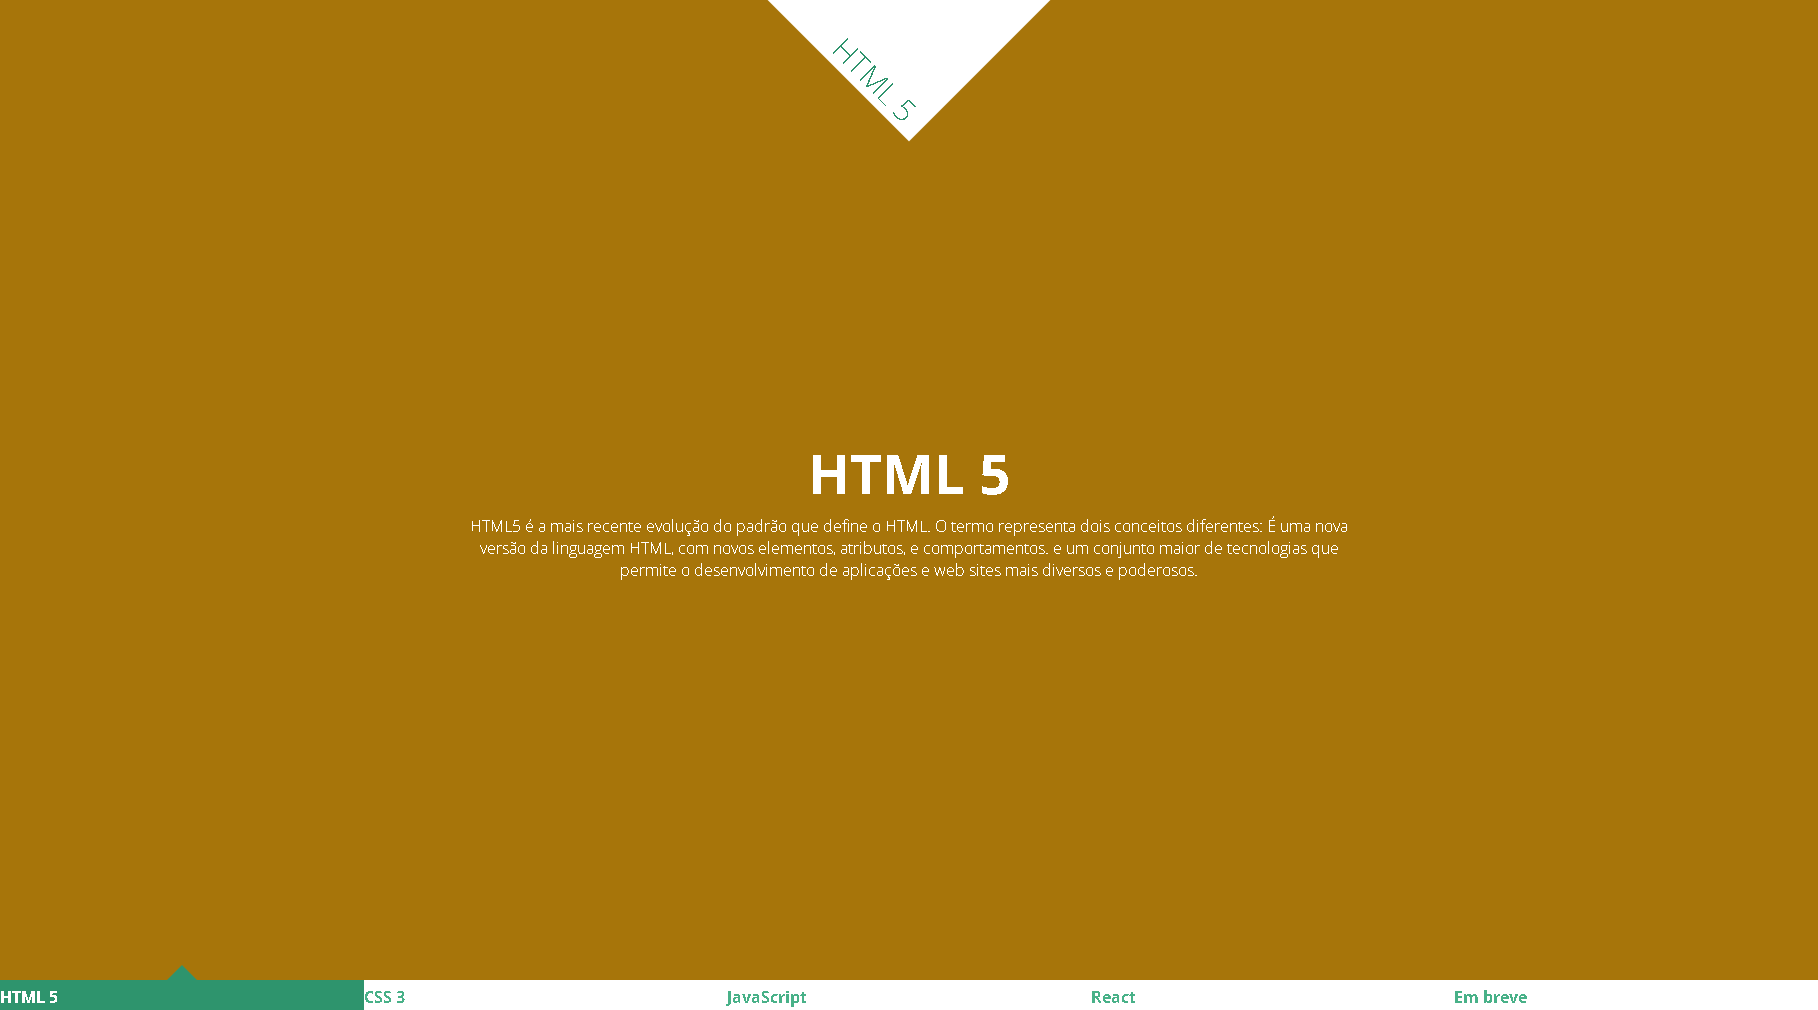 HTML 5
HTML 5
HTML5 é a mais recente evolução do padrão que define o HTML. O termo representa dois conceitos diferentes: É uma nova
versão da linguagem HTML, com novos elementos, atributos, e comportamentos. e um conjunto maior de tecnologias que
permite o desenvolvimento de aplicações e web sites mais diversos e poderosos.
HTML 5 CSS 3 JavaScript React Em breve